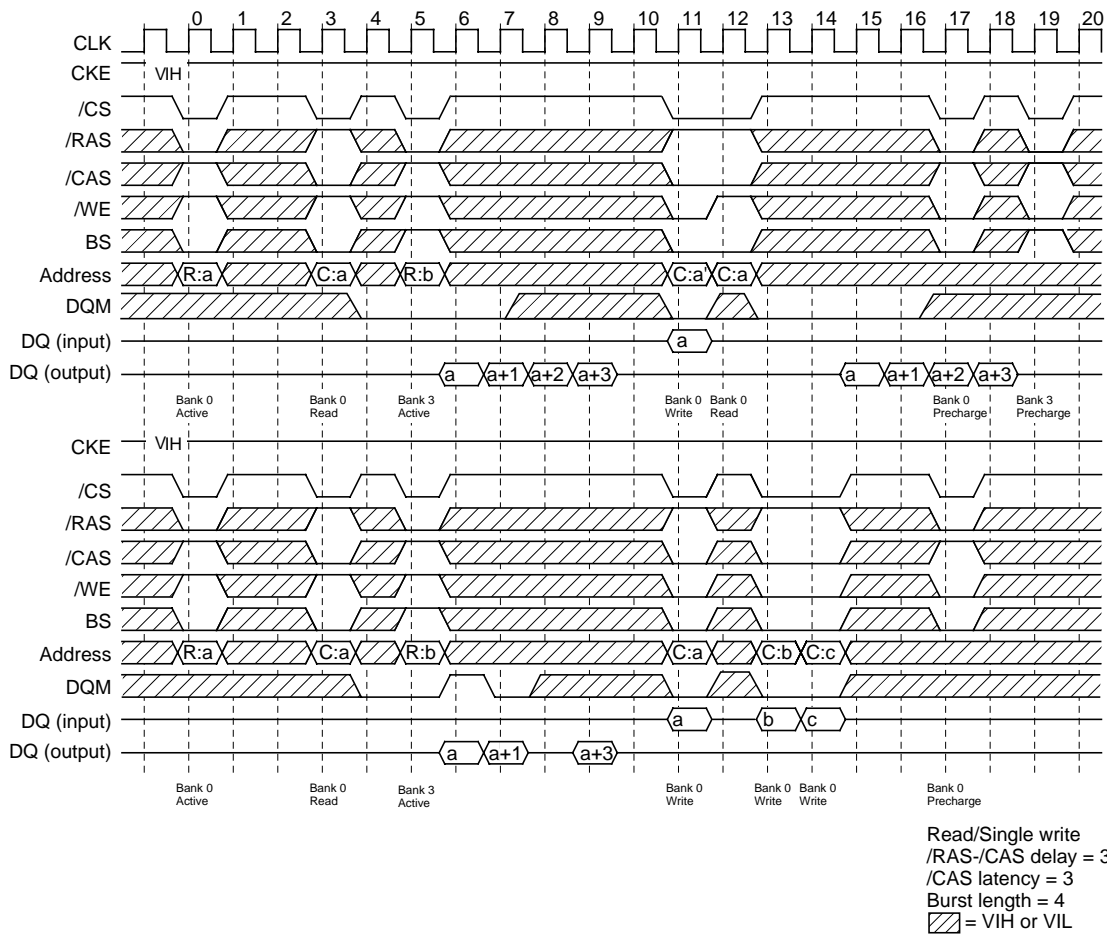 0 1 2 3 4 5 6 7 8 9 10 11 12 13 14 15 16 17 18 19 20
CLK
CKE VIH
/CS
/RAS
/CAS
/WE
BS
Address R:a C:a R:b C:a' C:a
DQM
DQ (input) a
DQ (output) a a+1 a+2 a+3 a a+1 a+2 a+3
Bank 0 Bank 0 Bank 3 Bank 0 Bank 0 Bank 0 Bank 3
Active Read Active Write Read Precharge Precharge
CKE VIH
/CS
/RAS
/CAS
/WE
BS
Address R:a C:a R:b C:a C:b C:c
DQM
DQ (input) a b c
DQ (output) a a+1 a+3
Bank 0 Bank 0 Bank 3 Bank 0 Bank 0 Bank 0 Bank 0
Active Read Active Write Write Write Precharge
Read/Single write
/RAS-/CAS delay = 3
/CAS latency = 3
Burst length = 4
= VIH or VIL